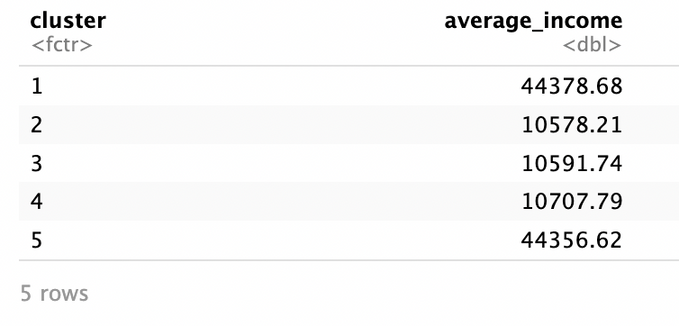 cluster average_income
<fctr> <dbl>
1 44378.68
2 10578.21
3 10591.74
4 10707.79
5 44356.62
5 rows